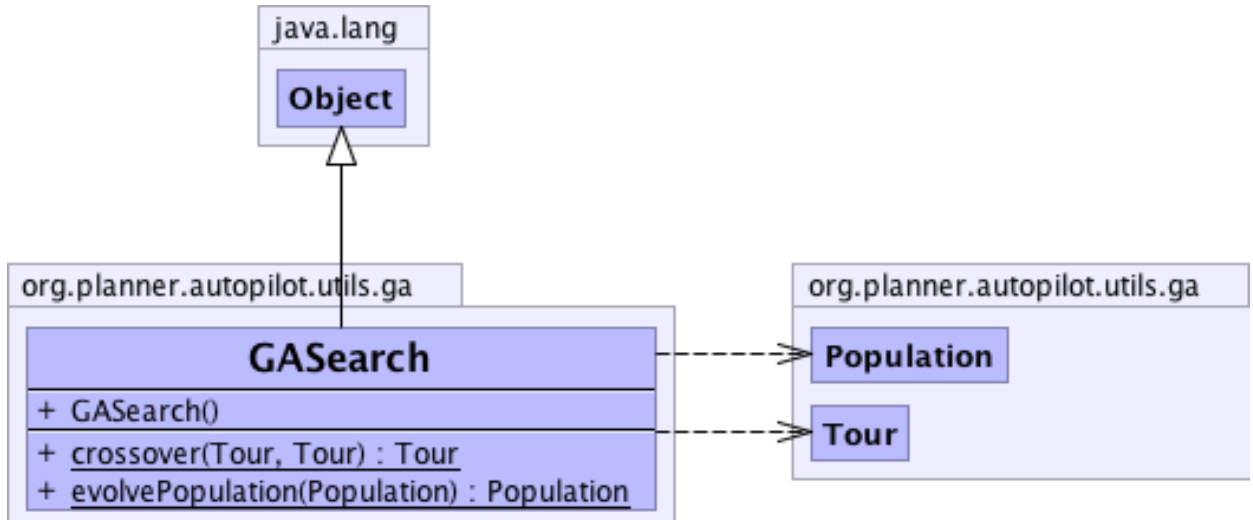 java.lang
Object
org.planner.autopilot.utils.ga
GASearch
+ GASearch()
+ crossover(Tour, Tour) : Tour
+ evolvePopulation(Population) : Population
org.planner.autopilot.utils.ga
Population
Tour